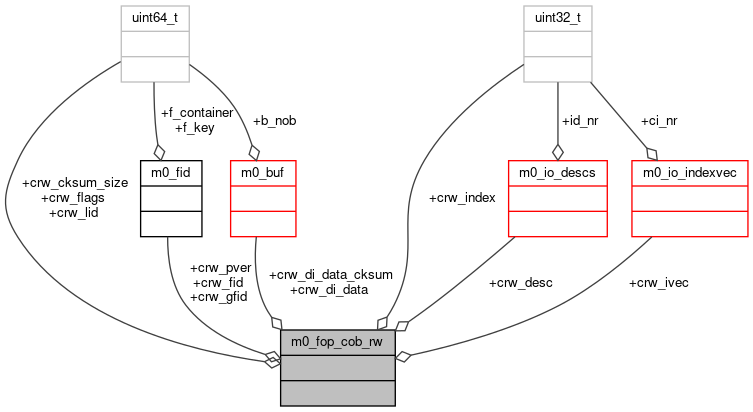 uint64_t
uint32_t
+f_container
+f_key
+b_nob
+id_nr
+ci_nr
m0_fid
m0_buf
m0_io_descs
m0_io_indexvec
+crw_cksum_size
+crw_flags
+crw_lid
+crw_index
+crw_pver
+crw_fid
+crw_gfid
+crw_di_data_cksum
+crw_di_data
+crw_desc
+crw_ivec
m0_fop_cob_rw